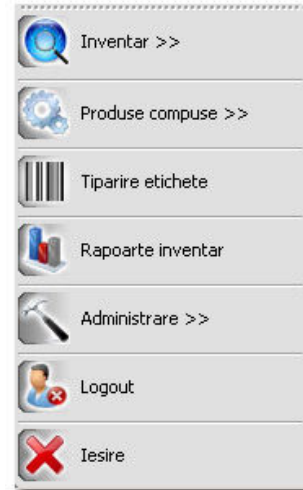 Inventar >>
Produse compuse >>
Tiparire etichete
Rapoarte inventar
Administrare >>
Logout
Iesire